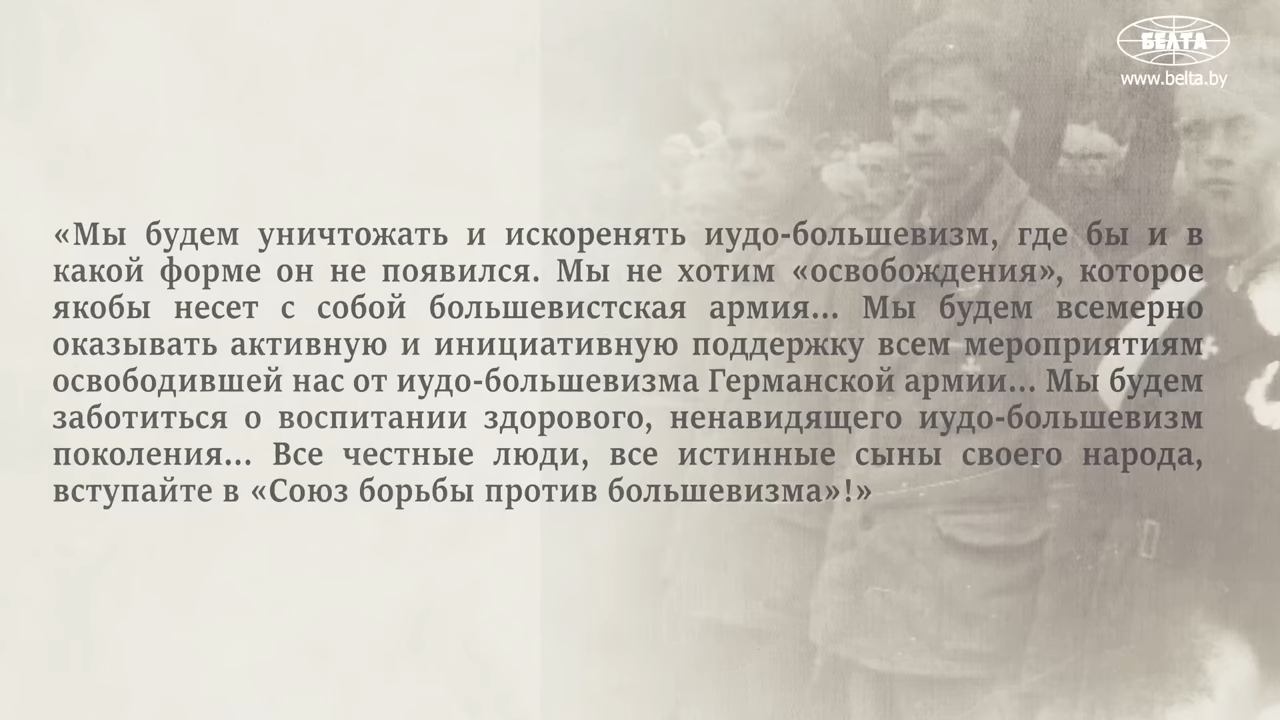 БЕЛТА
www.belta.by
«Мы будем уничтожать и искоренять иудо-большевизм, где бы и в
какой форме он не появился. Мы не хотим «освобождения», которое
якобы несет с собой большевистская армия... Мы будем всемерно
оказывать активную и инициативную поддержку всем мероприятиям
освободившей нас от иудо-большевизма Германской армии... Мы будем
заботиться о воспитании здорового, ненавидящего иудо-большевизм
поколения... Все честные люди, все истинные сыны своего народа,
вступайте в «Союз борьбы против большевизма»!»